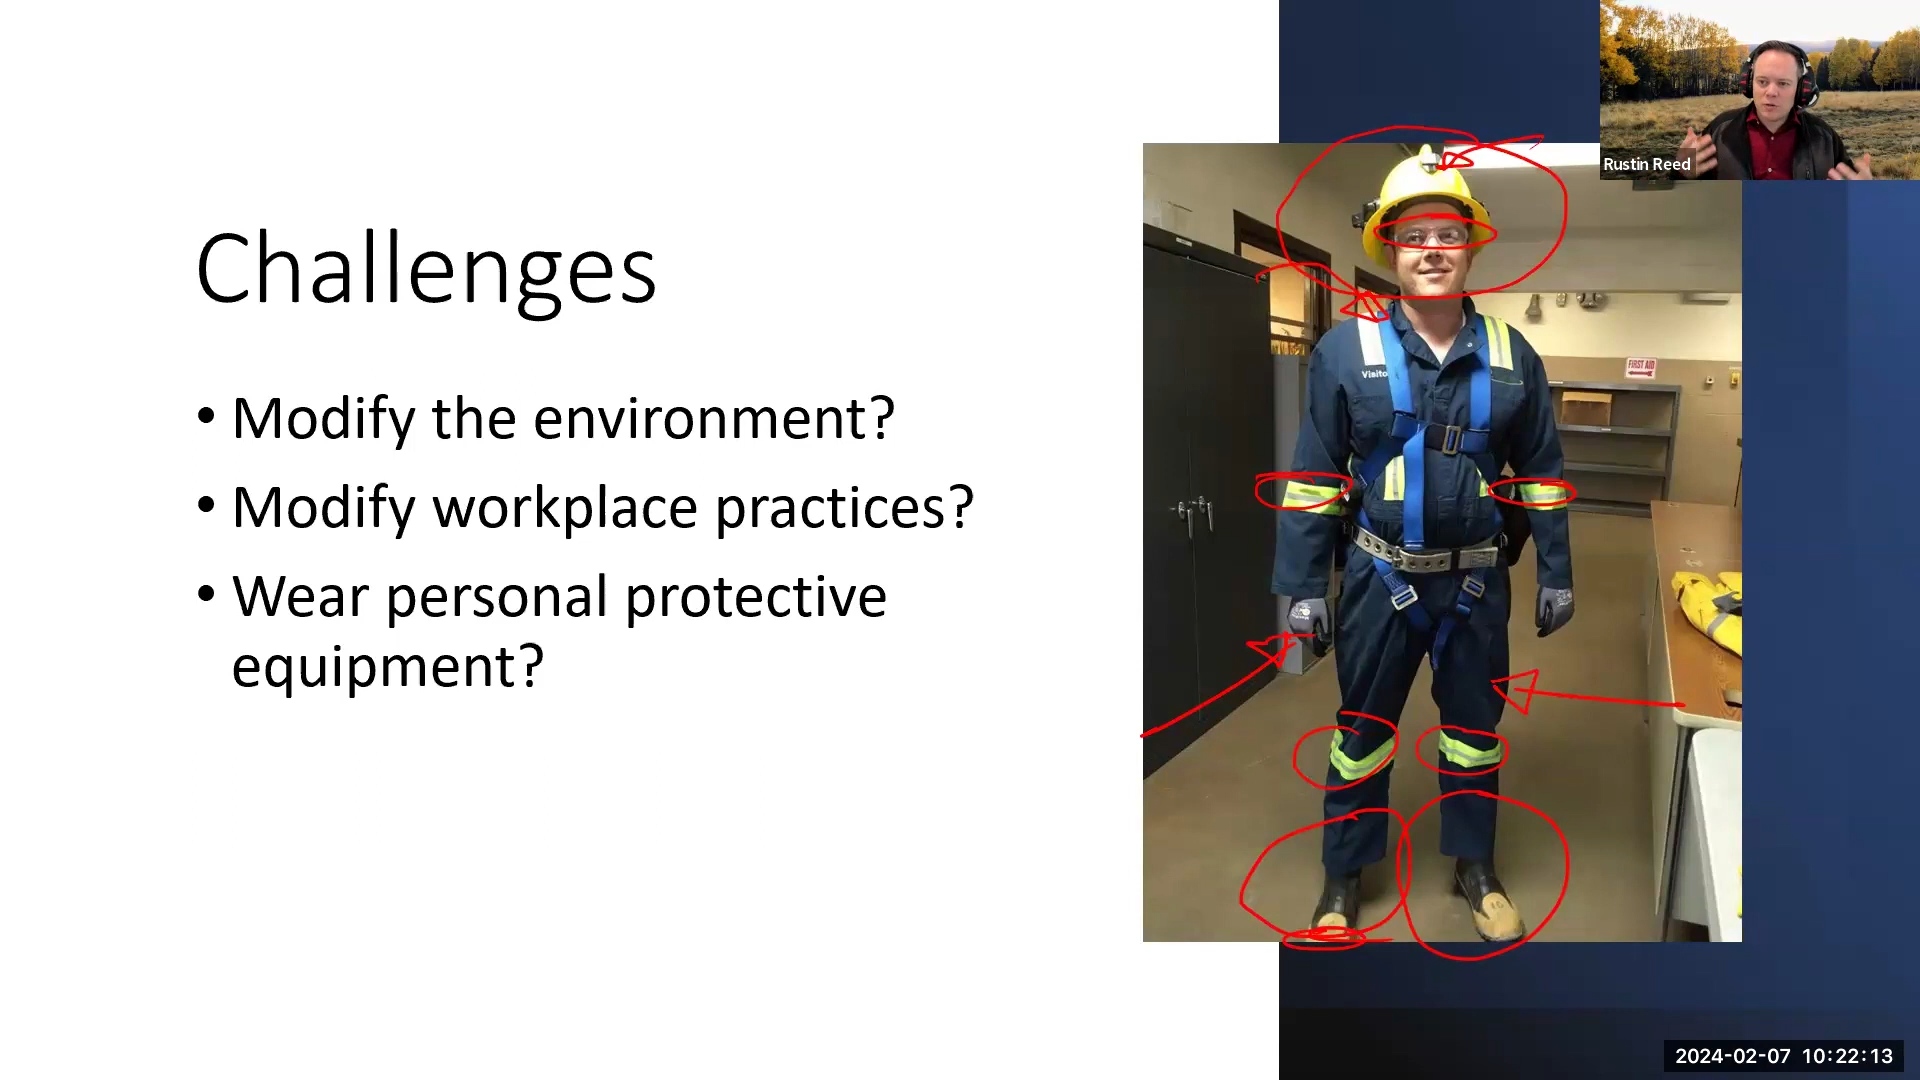 Rustin Reed
Challenges
FIRST AID
Visito
• Modify the environment?
• Modify workplace practices?
• Wear personal protective
equipment?
2024-02-07 10:22:13